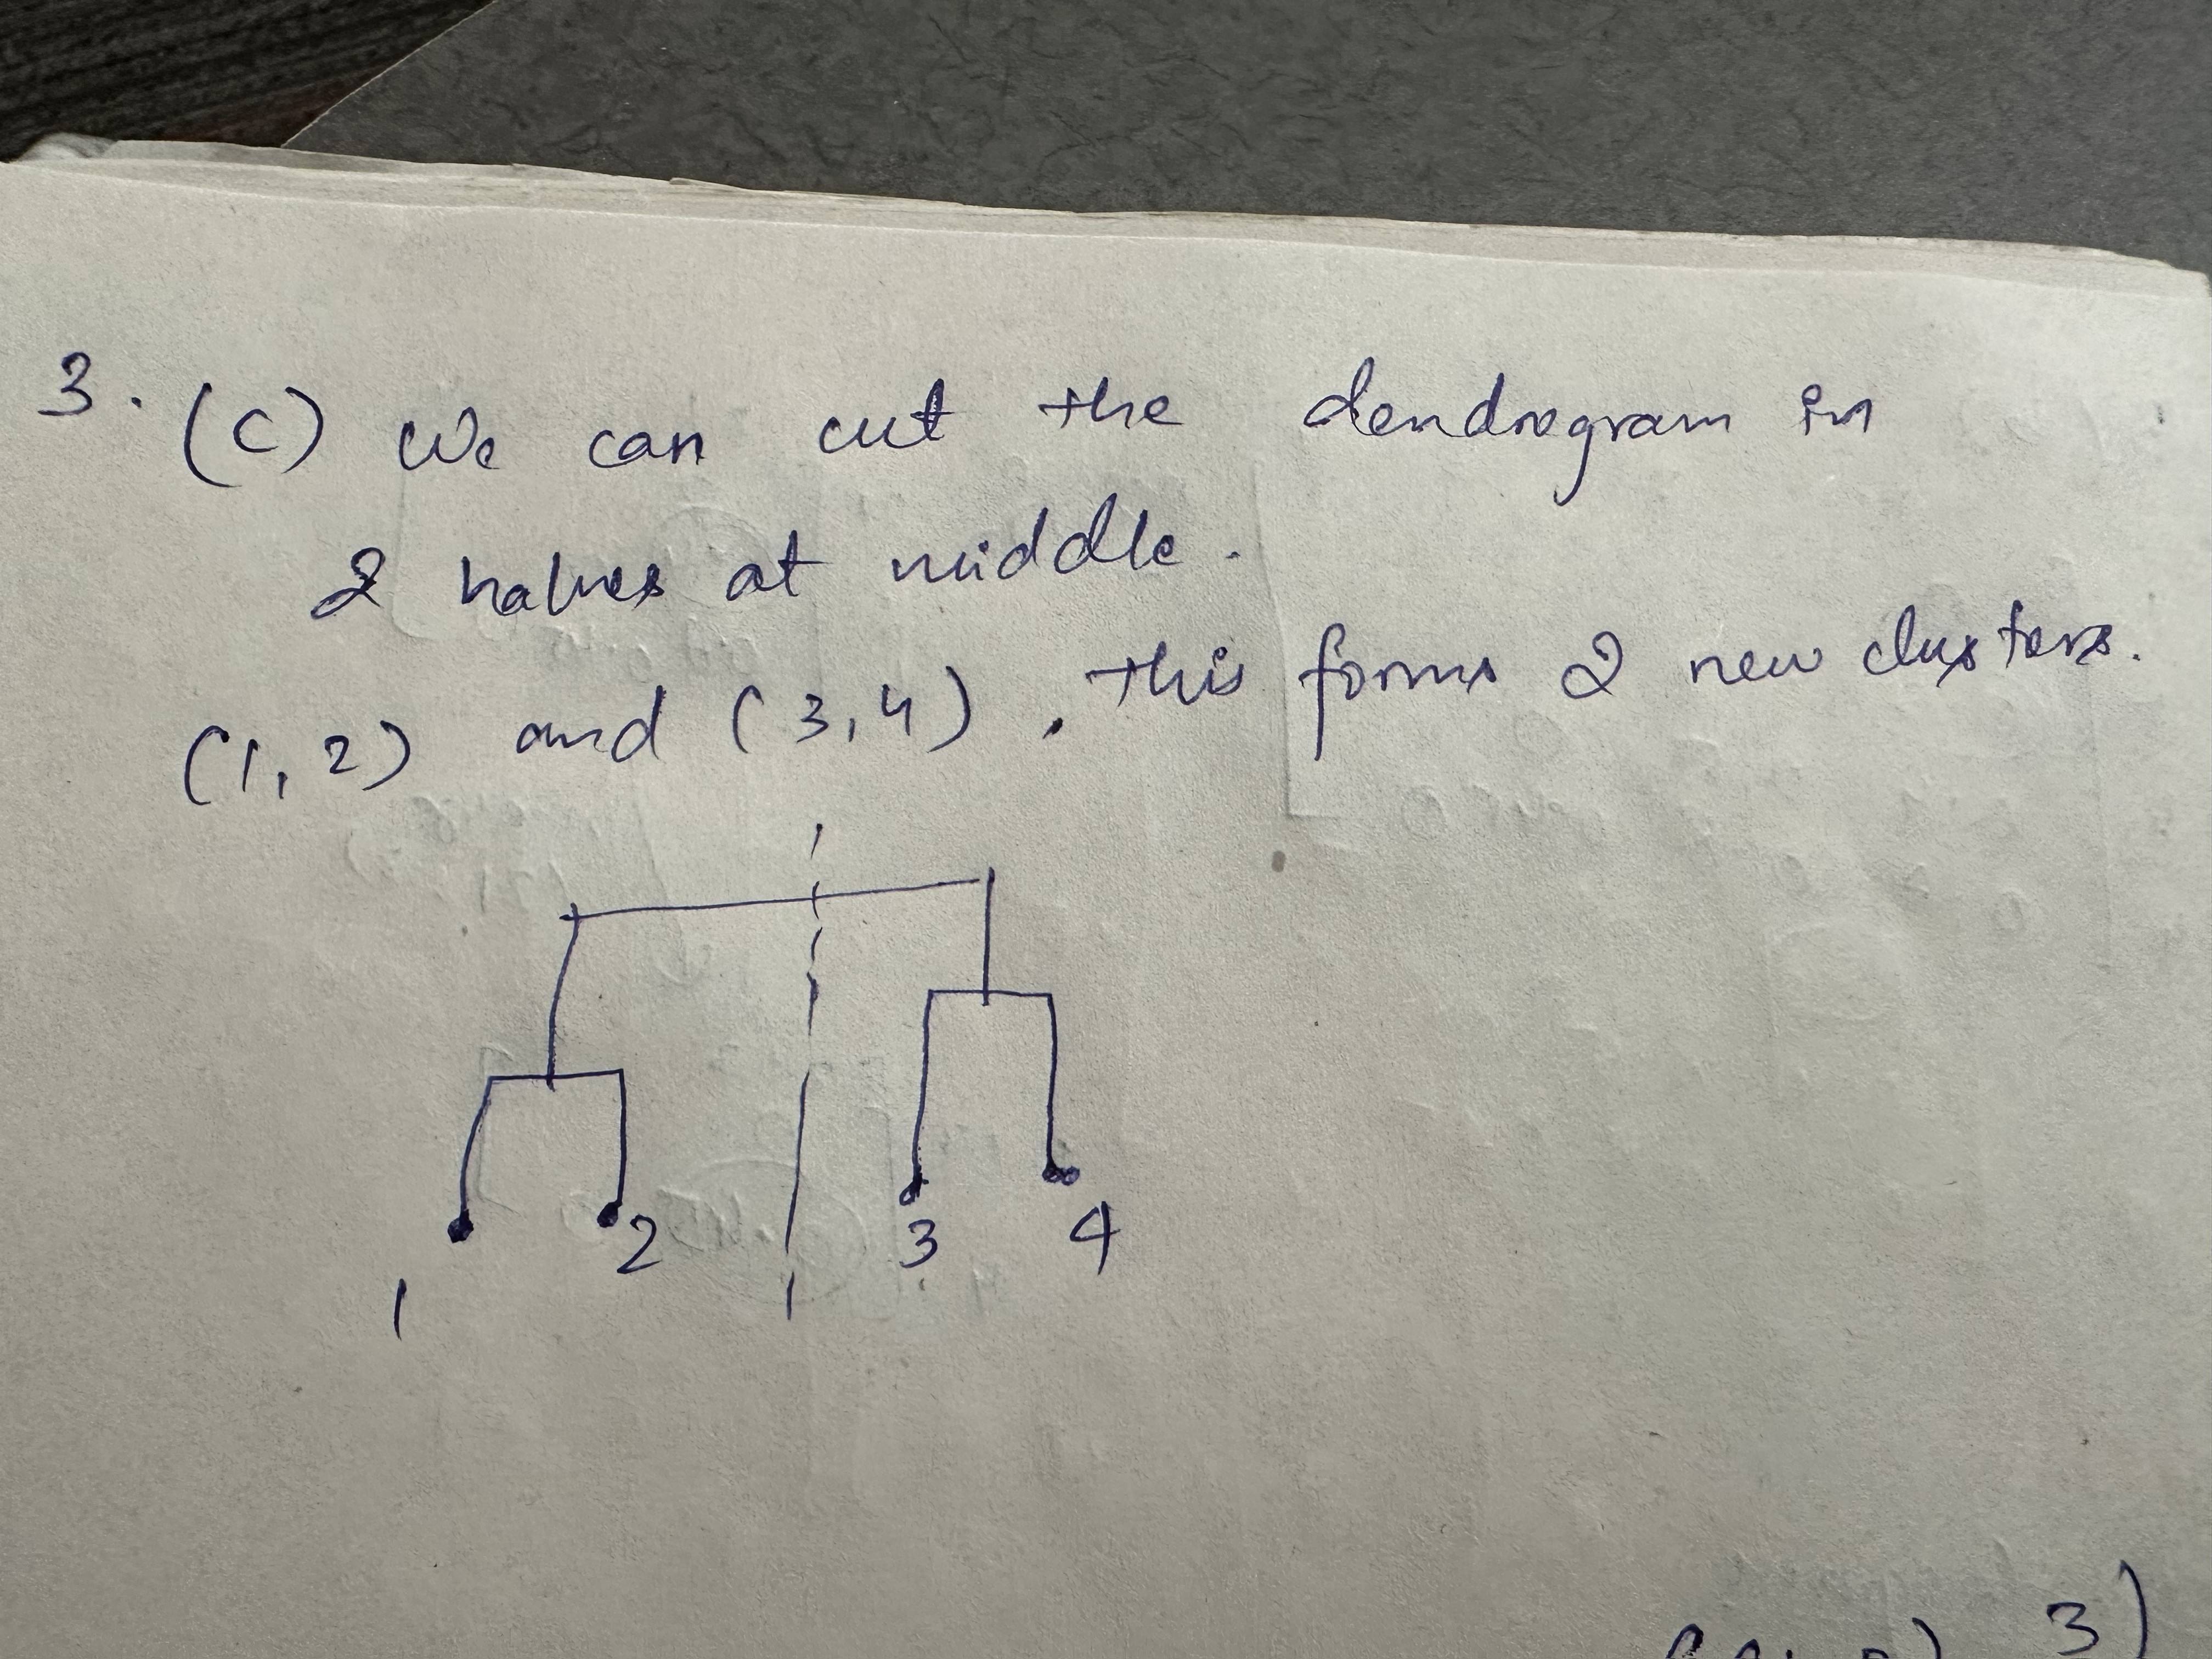 3. (C) We can cut the dendrogram in
2 halves at middle.
(1, 2) and (3, 4). this forms 2 new clusters.
1 2 3 4
3)